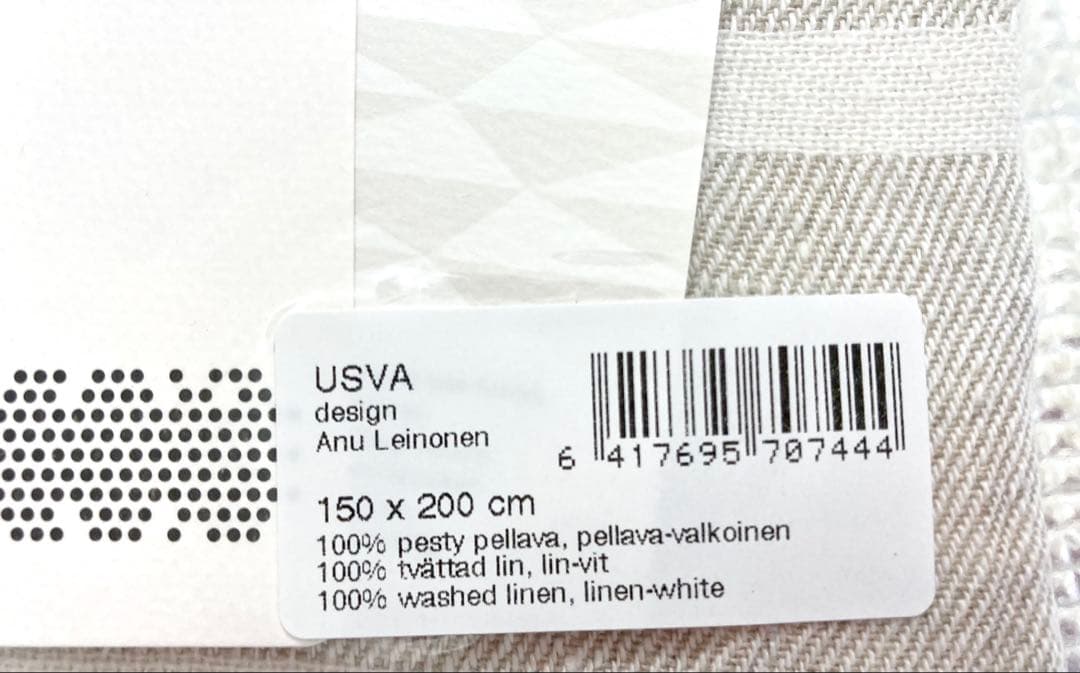 USVA
design
Anu Leinonen
6 417695 707444
150 x 200 cm
100% pesty pellava, pellava-valkoinen
100% tvättad lin, lin-vit
100% washed linen, linen-white